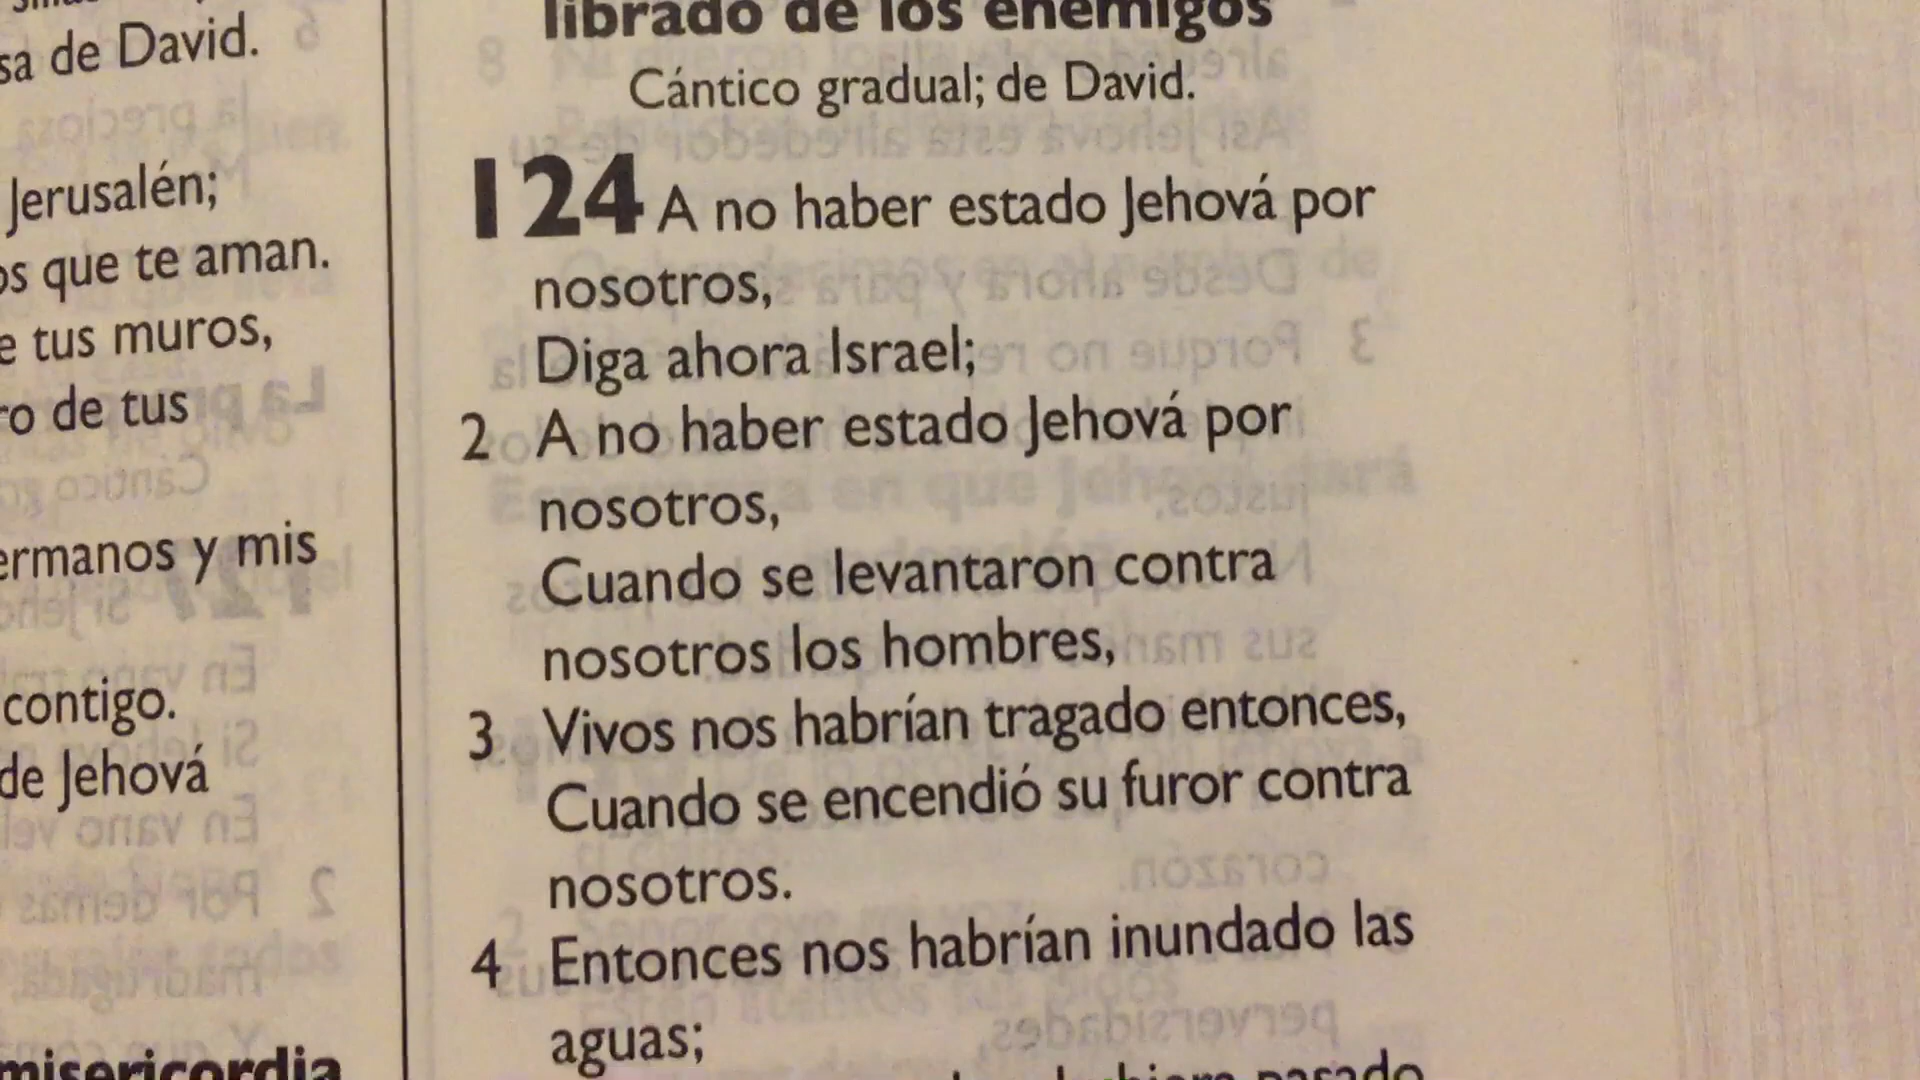 sa de David.
Jerusalén;
os que te aman.
e tus muros,
ro de tus
ermanos y mis
contigo.
de Jehová
misericordia
librado de los enemigos
Cántico gradual; de David.
124 A no haber estado Jehová por
nosotros,
Diga ahora Israel;
2 A no haber estado Jehová por
nosotros,
Cuando se levantaron contra
nosotros los hombres,
3 Vivos nos habrían tragado entonces,
Cuando se encendió su furor contra
nosotros.
4 Entonces nos habrían inundado las
aguas;
pasado